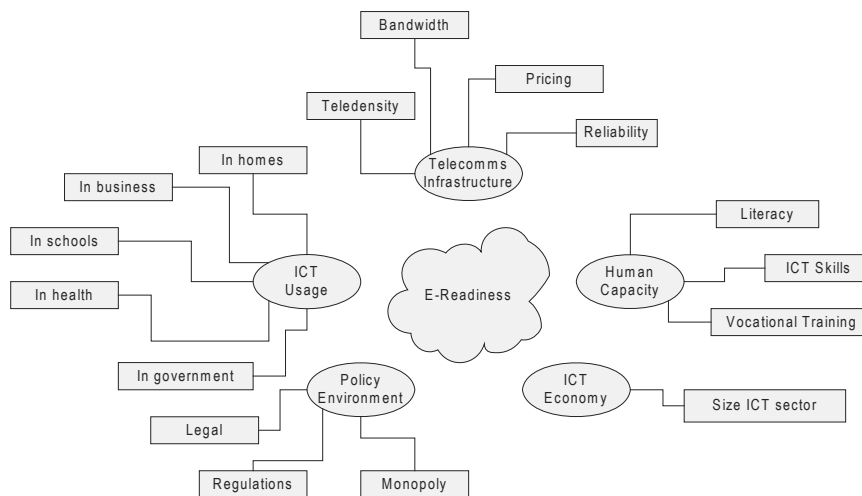 Bandwidth
Pricing
Teledensity
Reliability
Telecomms
Infrastructure
In homes
In business
In schools
In health
In government
ICT
Usage
E-Readiness
Human
Capacity
Literacy
ICT Skills
Vocational Training
Policy
Environment
Legal
Regulations
Monopoly
ICT
Economy
Size ICT sector